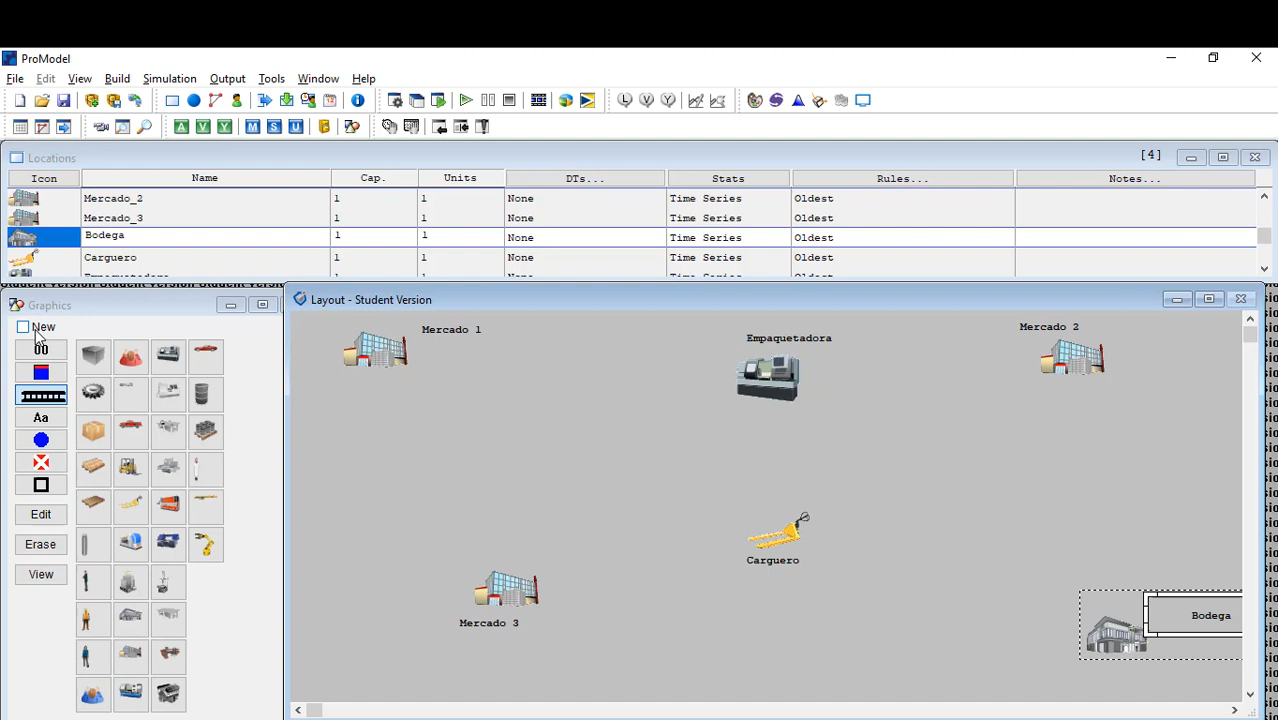 ProModel
File Edit View Build Simulation Output Tools Window Help
Locations [4]
Icon Name Cap. Units DTs... Stats Rules... Notes...
Mercado_2 1 1 None Time Series Oldest
Mercado_3 1 1 None Time Series Oldest
Bodega 1 1 None Time Series Oldest
Carguero 1 1 None Time Series Oldest
Graphics
New
Aa
Edit
Erase
View
Layout - Student Version
Mercado 1
Empaquetadora
Mercado 2
Carguero
Mercado 3
Bodega